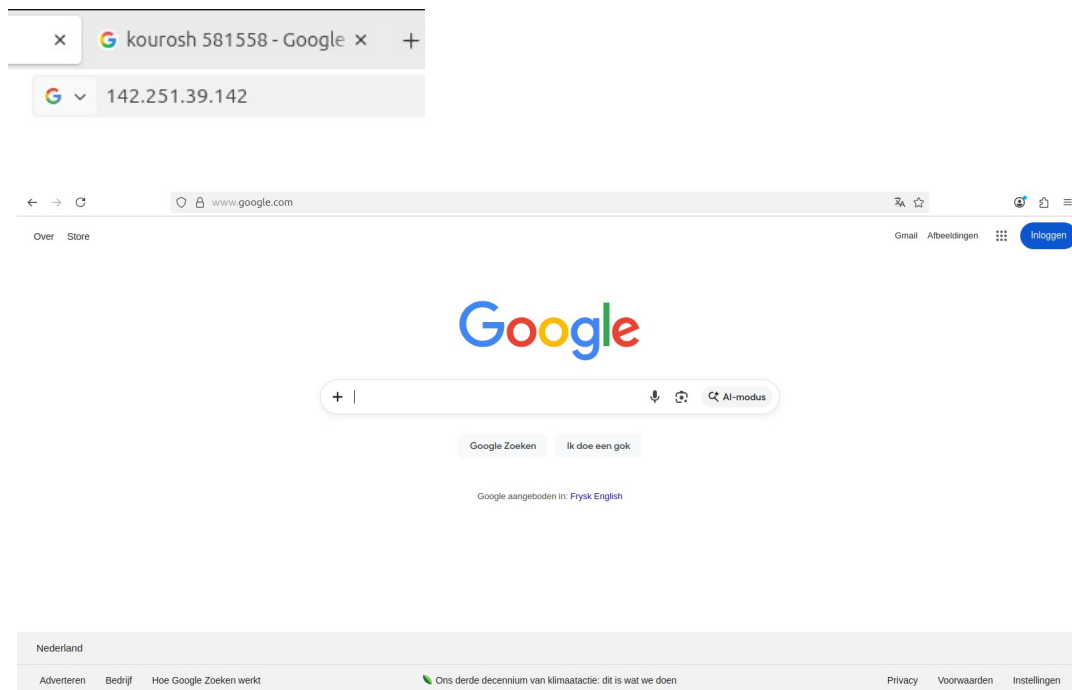 kourosh 581558 - Google
142.251.39.142
www.google.com
Over Store Gmail Afbeeldingen Inloggen
Google
AI-modus
Google Zoeken Ik doe een gok
Google aangeboden in: Frysk English
Nederland
Adverteren Bedrijf Hoe Google Zoeken werkt Ons derde decennium van klimaatactie: dit is wat we doen Privacy Voorwaarden Instellingen